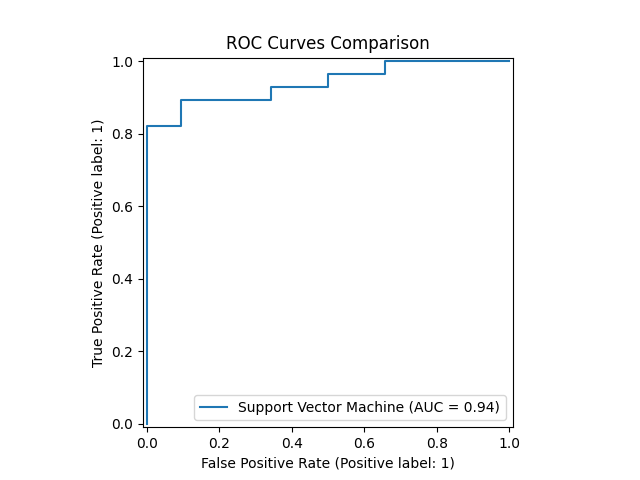 ROC Curves Comparison
True Positive Rate (Positive label: 1)
1.0
0.8
0.6
0.4
0.2
0.0
Support Vector Machine (AUC = 0.94)
0.0 0.2 0.4 0.6 0.8 1.0
False Positive Rate (Positive label: 1)